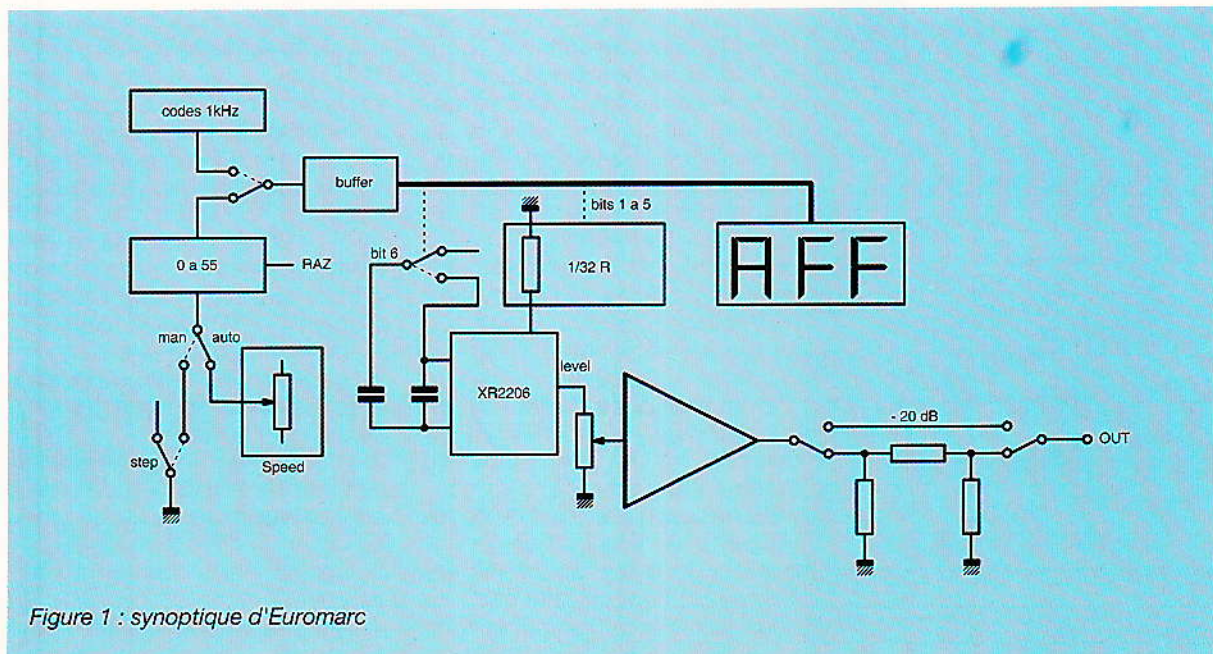 codes 1kHz
buffer
bits 1 a 5
0 a 55
RAZ
bit 6
1/32 R
AFF
man
auto
XR2206
level
step
Speed
- 20 dB
OUT
Figure 1 : synoptique d'Euromarc